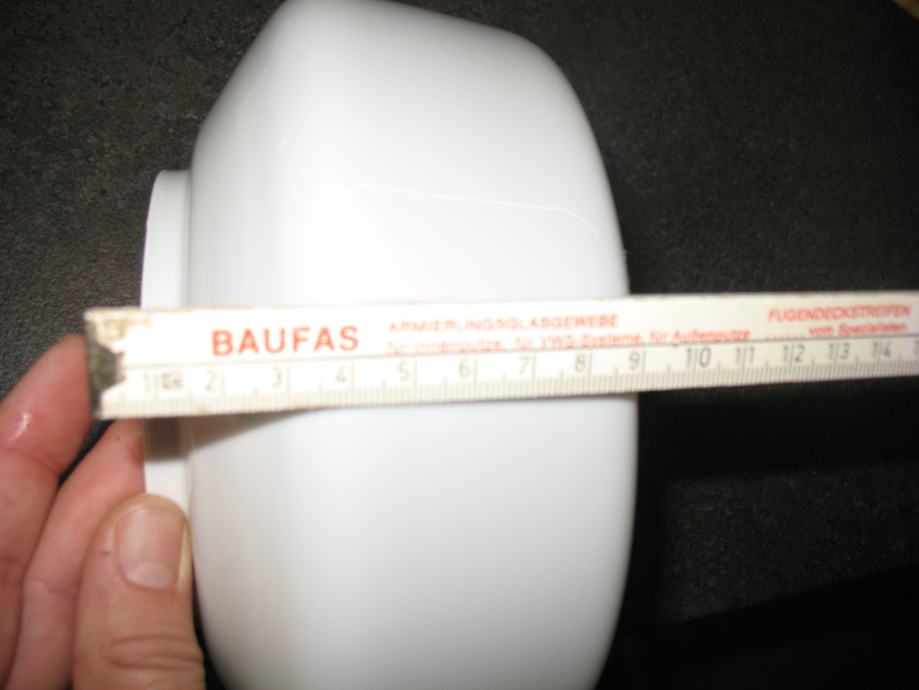 BAUFAS
ARMIERUNGSGLASGEWEBE
für Innenputze, für VWS-Systeme, für Außenputze
FUGENDECKSTREIFEN
vom Spezialisten
1 2 3 4 5 6 7 8 9 10 11 12 13 14